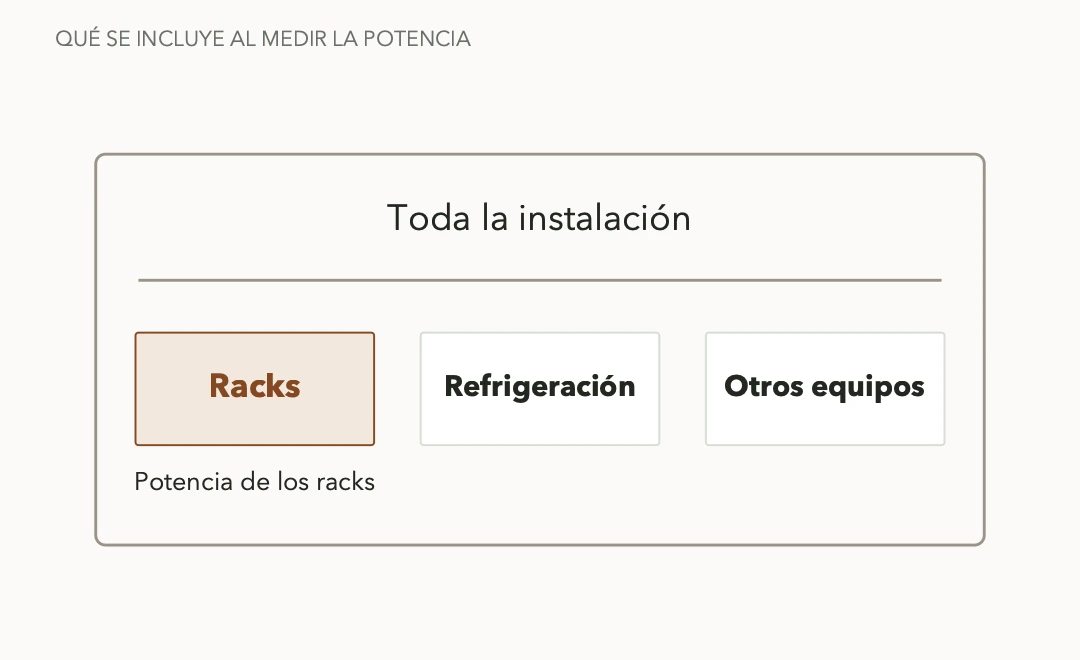 QUÉ SE INCLUYE AL MEDIR LA POTENCIA
Toda la instalación
Racks
Refrigeración
Otros equipos
Potencia de los racks